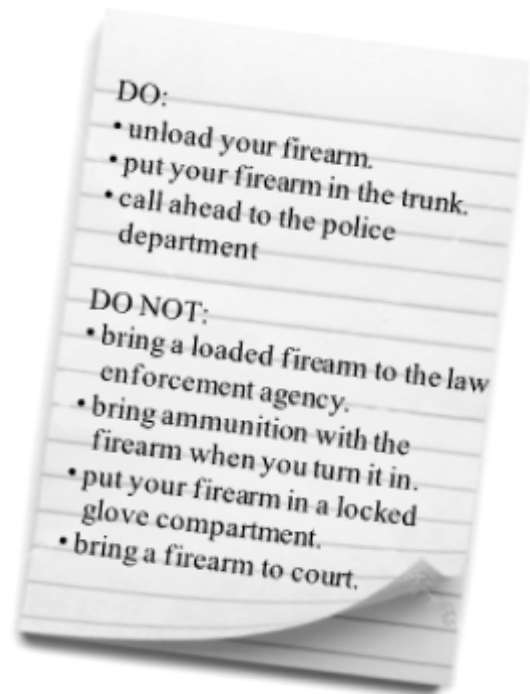 DO:
• unload your firearm.
• put your firearm in the trunk.
• call ahead to the police
department
DO NOT:
• bring a loaded firearm to the law
enforcement agency.
• bring ammunition with the
firearm when you turn it in.
• put your firearm in a locked
glove compartment.
• bring a firearm to court.